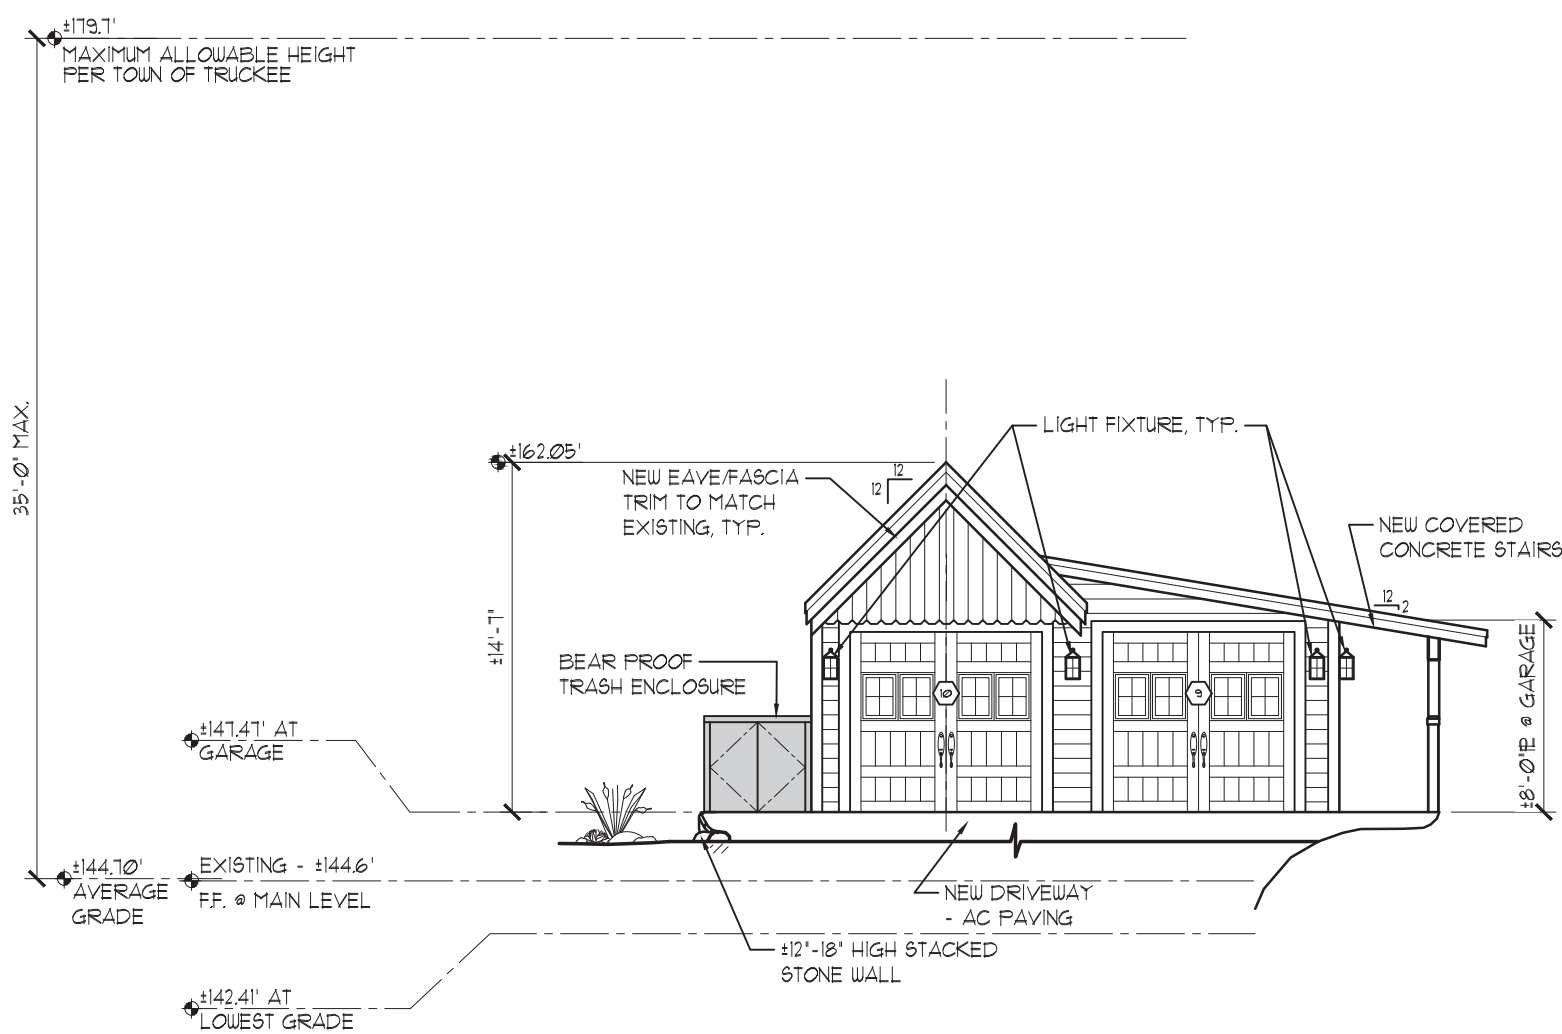 ±179.7'
MAXIMUM ALLOWABLE HEIGHT
PER TOWN OF TRUCKEE
35'-0" MAX.
LIGHT FIXTURE, TYP.
±162.05'
12
12
NEW EAVE/FASCIA
TRIM TO MATCH
EXISTING, TYP.
NEW COVERED
CONCRETE STAIRS
12
2
±14'-7"
±8'-0" PL @ GARAGE
BEAR PROOF
TRASH ENCLOSURE
10
9
±147.47' AT
GARAGE
±144.70'
AVERAGE
GRADE
EXISTING - ±144.6'
F.F. @ MAIN LEVEL
NEW DRIVEWAY
- AC PAVING
±12"-18" HIGH STACKED
STONE WALL
±142.41' AT
LOWEST GRADE